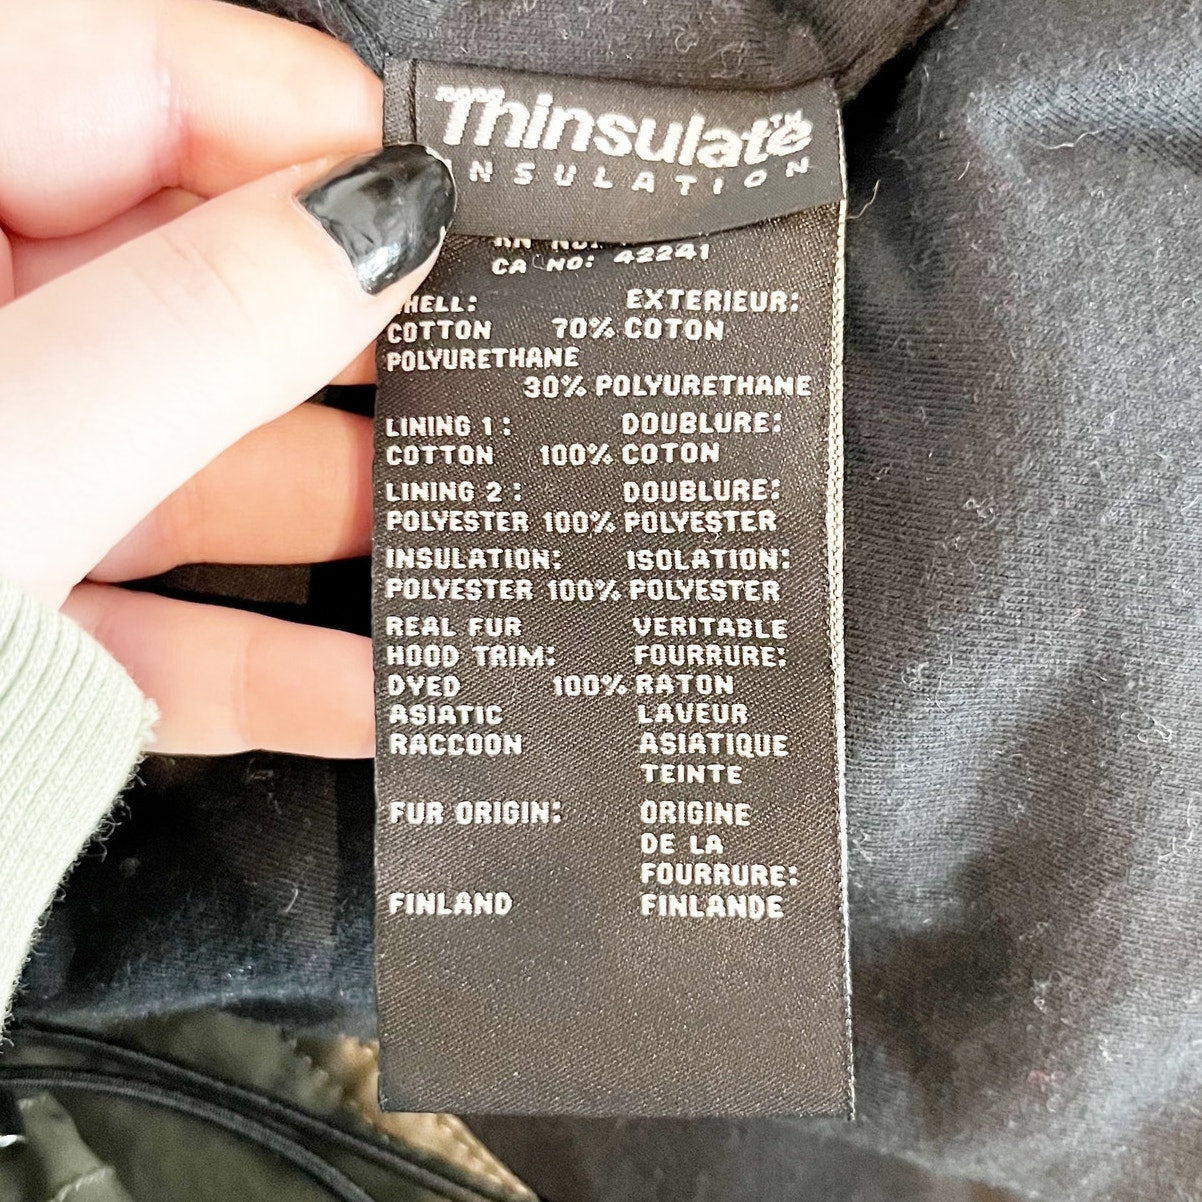 Thinsulate™
INSULATION
CA NO: 42241
SHELL: EXTERIEUR:
COTTON 70% COTON
POLYURETHANE
30% POLYURETHANE
LINING 1: DOUBLURE:
COTTON 100% COTON
LINING 2: DOUBLURE:
POLYESTER 100% POLYESTER
INSULATION: ISOLATION:
POLYESTER 100% POLYESTER
REAL FUR VERITABLE
HOOD TRIM: FOURRURE:
DYED 100% RATON
ASIATIC LAVEUR
RACCOON ASIATIQUE
TEINTE
FUR ORIGIN: ORIGINE
DE LA
FOURRURE:
FINLAND FINLANDE